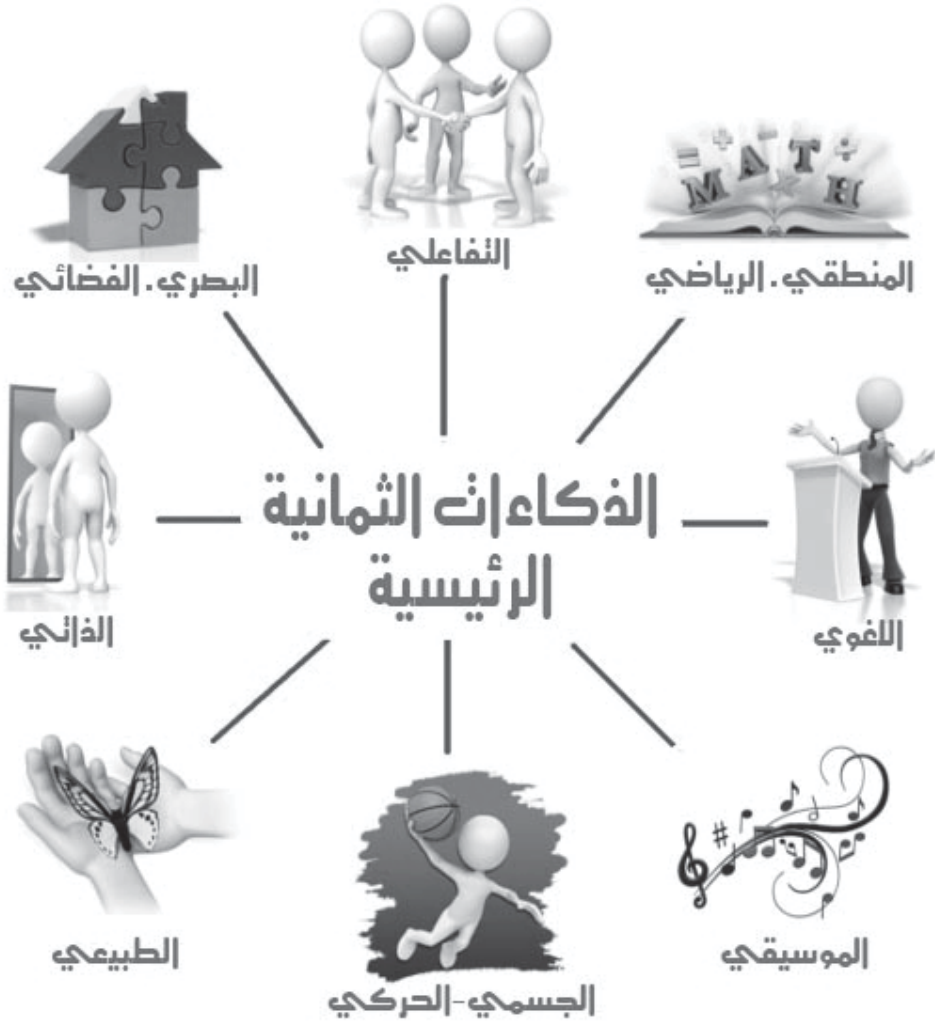 التفاعلي
MATH
المنطقي . الرياضي
البصري . الفضائي
الذكاءات الثمانية
الرئيسية
اللغوي
الذاتي
الموسيقي
الجسمي-الحركي
الطبيعي